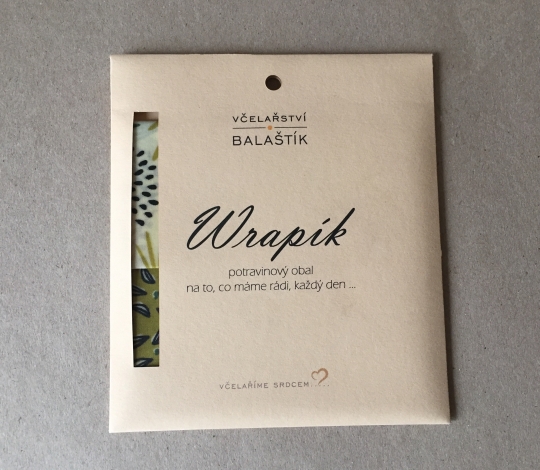 VČELAŘSTVÍ
BALAŠTÍK
Wrapík
potravinový obal
na to, co máme rádi, každý den ...
VČELAŘÍME SRDCEM.....